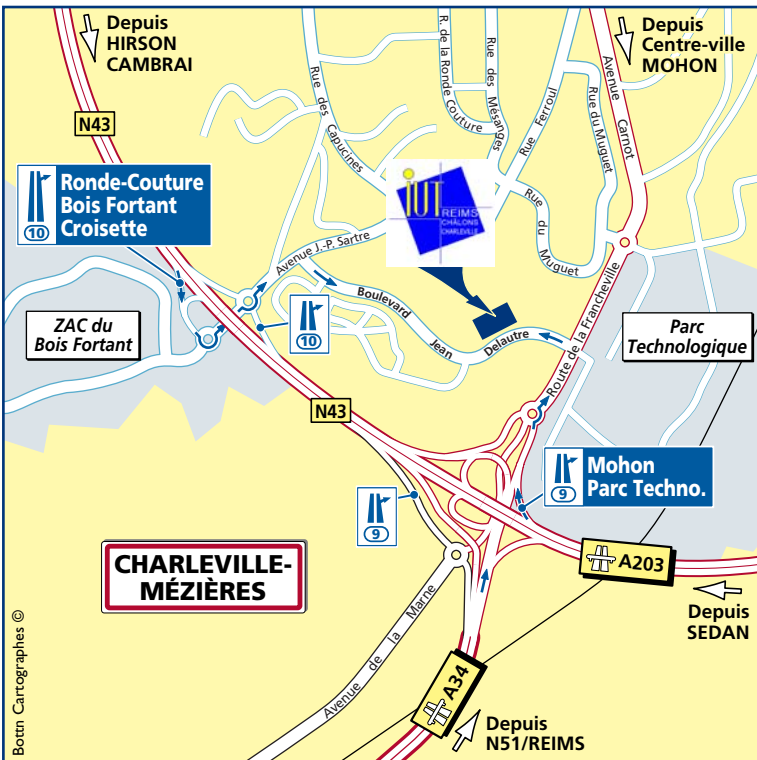 Depuis
HIRSON
CAMBRAI
Depuis
Centre-ville
MOHON
N43
Rue des Capucines
R. de la Ronde Couture
Rue des Mésanges
Rue Ferroul
Rue du Muguet
Avenue Carnot
Ronde-Couture
Bois Fortant
Croisette
10
iUT
REIMS
CHÂLONS
CHARLEVILLE
Rue du Muguet
Avenue J.-P. Sartre
Boulevard Jean Delautre
Route de la Francheville
ZAC du
Bois Fortant
10
Parc
Technologique
N43
Mohon
Parc Techno.
9
9
CHARLEVILLE-
MÉZIÈRES
A203
Depuis
SEDAN
Avenue de la Marne
A34
Depuis
N51/REIMS
Bottin Cartographes ©